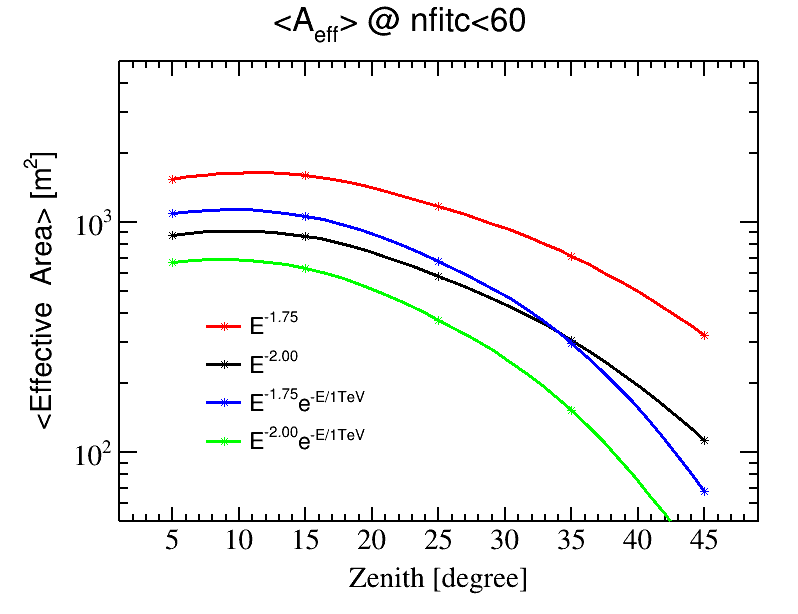 <A_eff> @ nfitc<60
<Effective Area> [m²]
10³
10²
E^-1.75
E^-2.00
E^-1.75e^-E/1TeV
E^-2.00e^-E/1TeV
5 10 15 20 25 30 35 40 45
Zenith [degree]